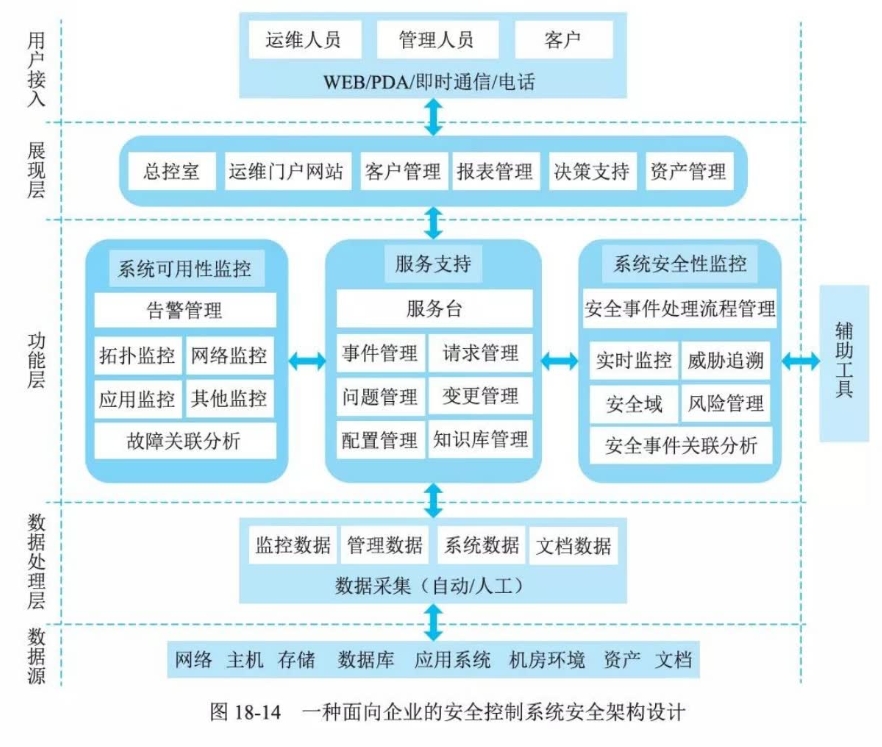 用户接入
运维人员 管理人员 客户
WEB/PDA/即时通信/电话
展现层
总控室 运维门户网站 客户管理 报表管理 决策支持 资产管理
功能层
系统可用性监控
告警管理
拓扑监控 网络监控
应用监控 其他监控
故障关联分析
服务支持
服务台
事件管理 请求管理
问题管理 变更管理
配置管理 知识库管理
系统安全性监控
安全事件处理流程管理
实时监控 威胁追溯
安全域 风险管理
安全事件关联分析
辅助工具
数据处理层
监控数据 管理数据 系统数据 文档数据
数据采集（自动/人工）
数据源
网络 主机 存储 数据库 应用系统 机房环境 资产 文档
图 18-14 一种面向企业的安全控制系统安全架构设计